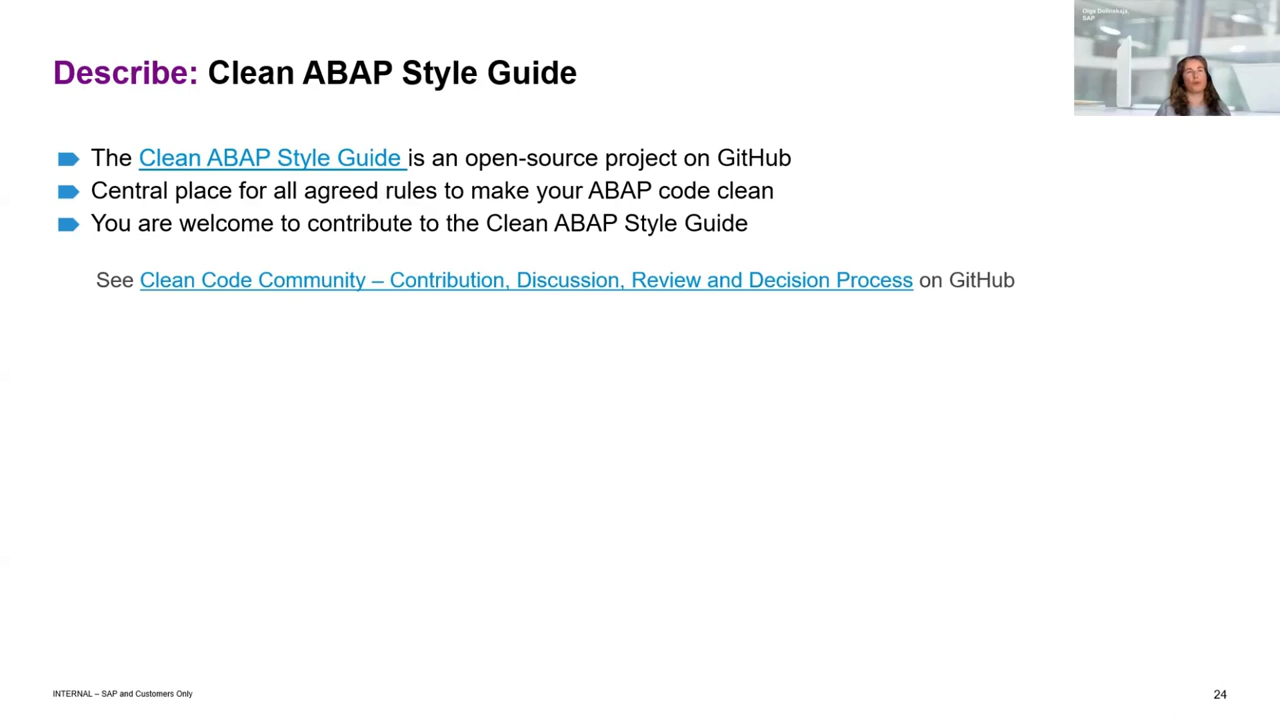 Olga Dolinskaja,
SAP
Describe: Clean ABAP Style Guide
The Clean ABAP Style Guide is an open-source project on GitHub
Central place for all agreed rules to make your ABAP code clean
You are welcome to contribute to the Clean ABAP Style Guide
See Clean Code Community – Contribution, Discussion, Review and Decision Process on GitHub
INTERNAL – SAP and Customers Only
24